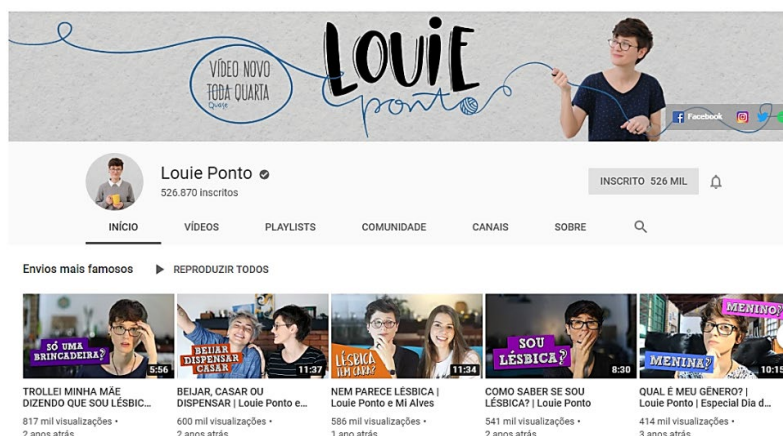 VÍDEO NOVO
TODA QUARTA
Quase
LOUIE
ponto
Facebook
Louie Ponto
526.870 inscritos
INSCRITO 526 MIL
INÍCIO VÍDEOS PLAYLISTS COMUNIDADE CANAIS SOBRE
Envios mais famosos REPRODUZIR TODOS
SÓ UMA
BRINCADEIRA?
5:56
BEIJAR
DISPENSAR
CASAR
11:37
LÉSBICA
TEM CARA?
11:34
SOU
LÉSBICA?
8:30
MENINO?
MENINA?
10:15
TROLLEI MINHA MÃE
DIZENDO QUE SOU LÉSBIC...
817 mil visualizações •
2 anos atrás
BEIJAR, CASAR OU
DISPENSAR | Louie Ponto e...
600 mil visualizações •
2 anos atrás
NEM PARECE LÉSBICA |
Louie Ponto e Mi Alves
586 mil visualizações •
1 ano atrás
COMO SABER SE SOU
LÉSBICA? | Louie Ponto
541 mil visualizações •
2 anos atrás
QUAL É MEU GÊNERO? |
Louie Ponto | Especial Dia d...
414 mil visualizações •
3 anos atrás